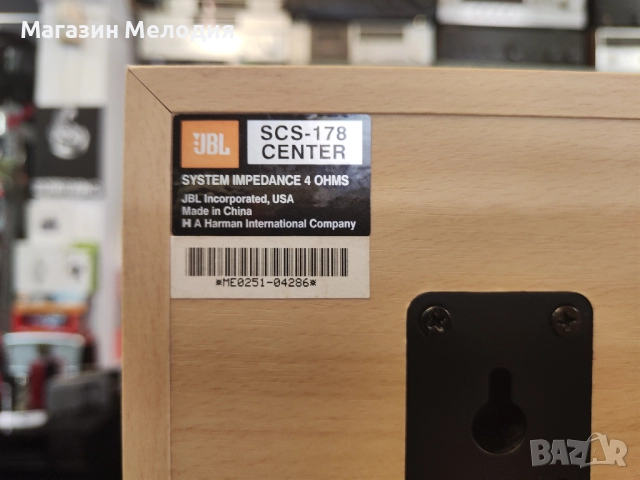 Магазин Мелодия
JBL
SCS-178
CENTER
SYSTEM IMPEDANCE 4 OHMS
JBL Incorporated, USA
Made in China
H A Harman International Company
*ME0251-04286*
BAZAR